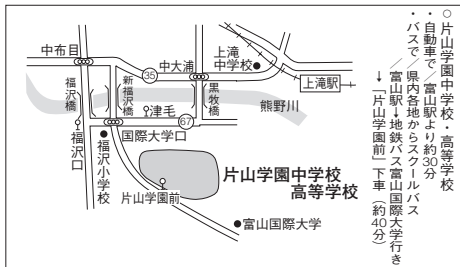 ○片山学園中学校・高等学校
・自動車で／富山駅より約30分
・バスで／県内各地からスクールバス
／富山駅→地鉄バス富山国際大学行き
→「片山学園前」下車（約40分）
中布目
35
中大浦
上滝
中学校
上滝駅
福沢橋
新福沢橋
津毛
黒牧橋
熊野川
67
国際大学口
福沢口
福沢小学校
片山学園前
片山学園中学校
高等学校
富山国際大学